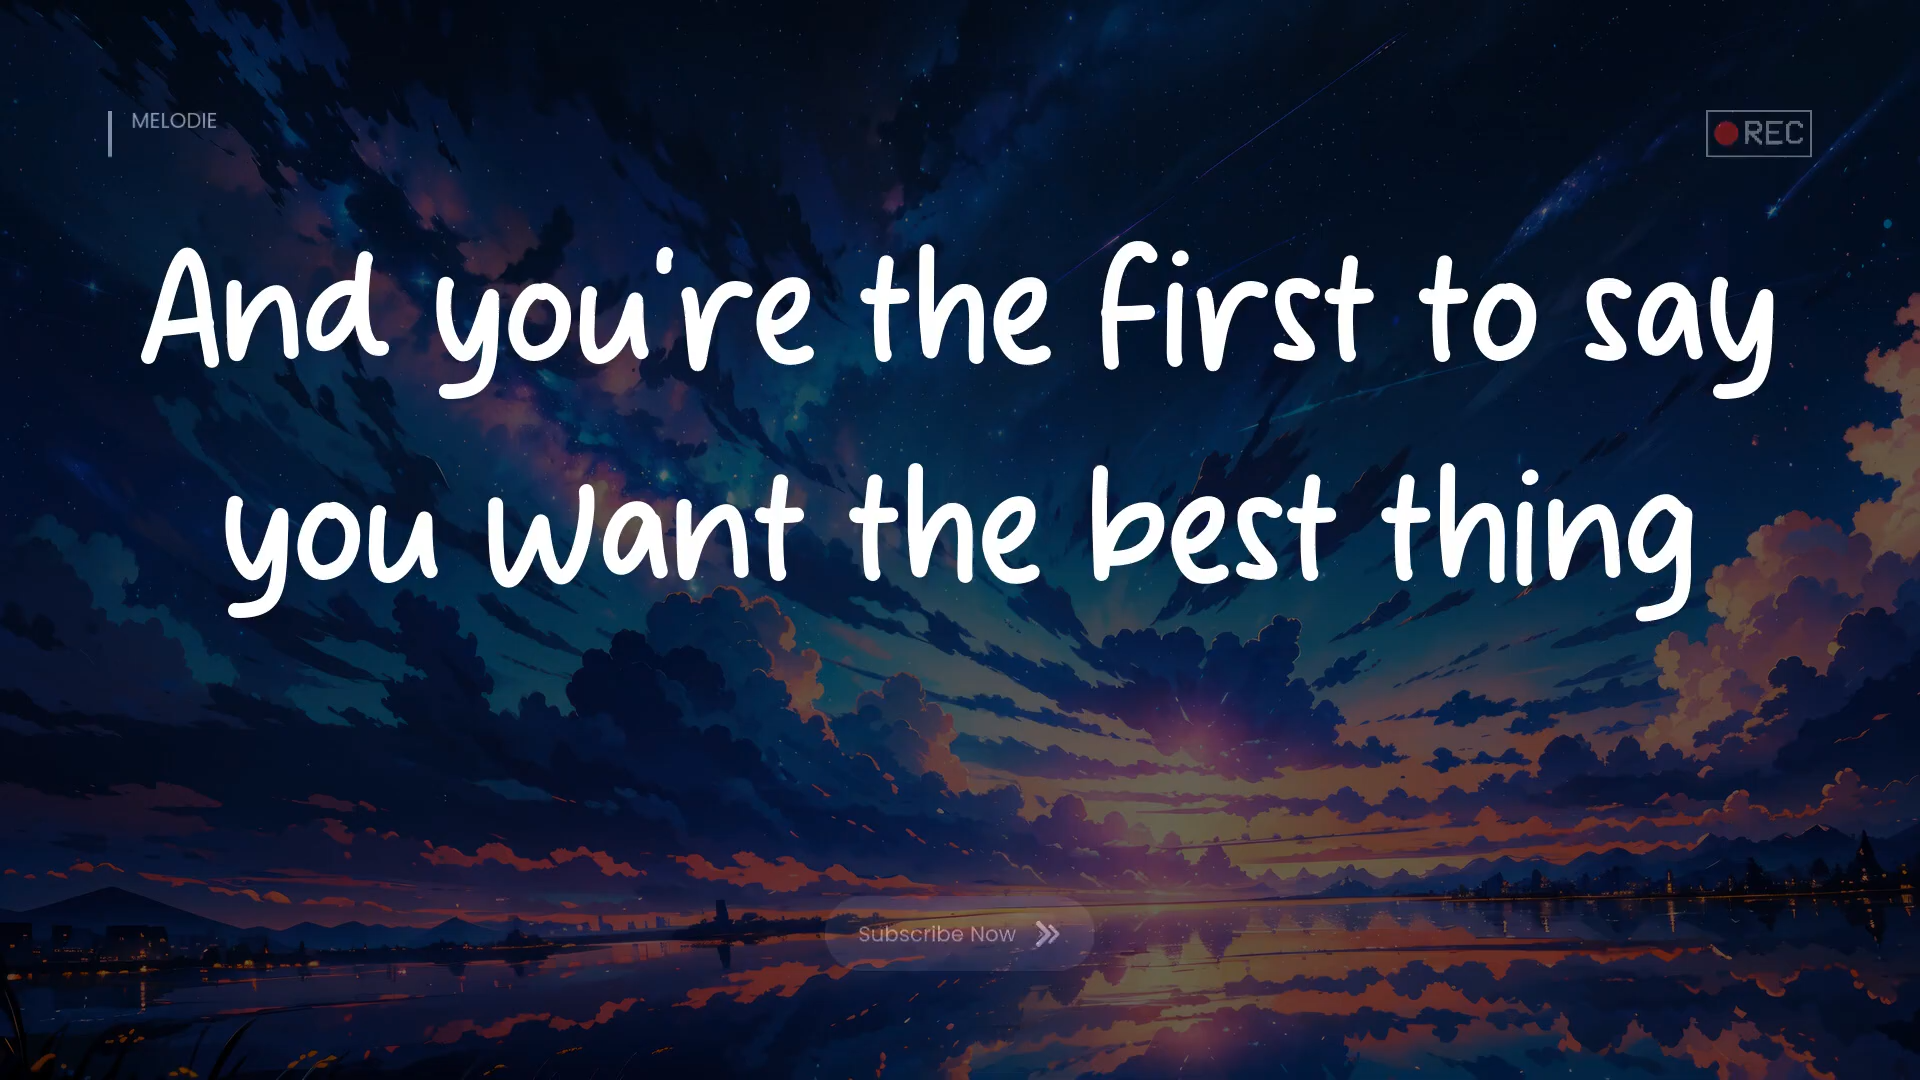 MELODIE
REC
And you're the first to say
you want the best thing
Subscribe Now